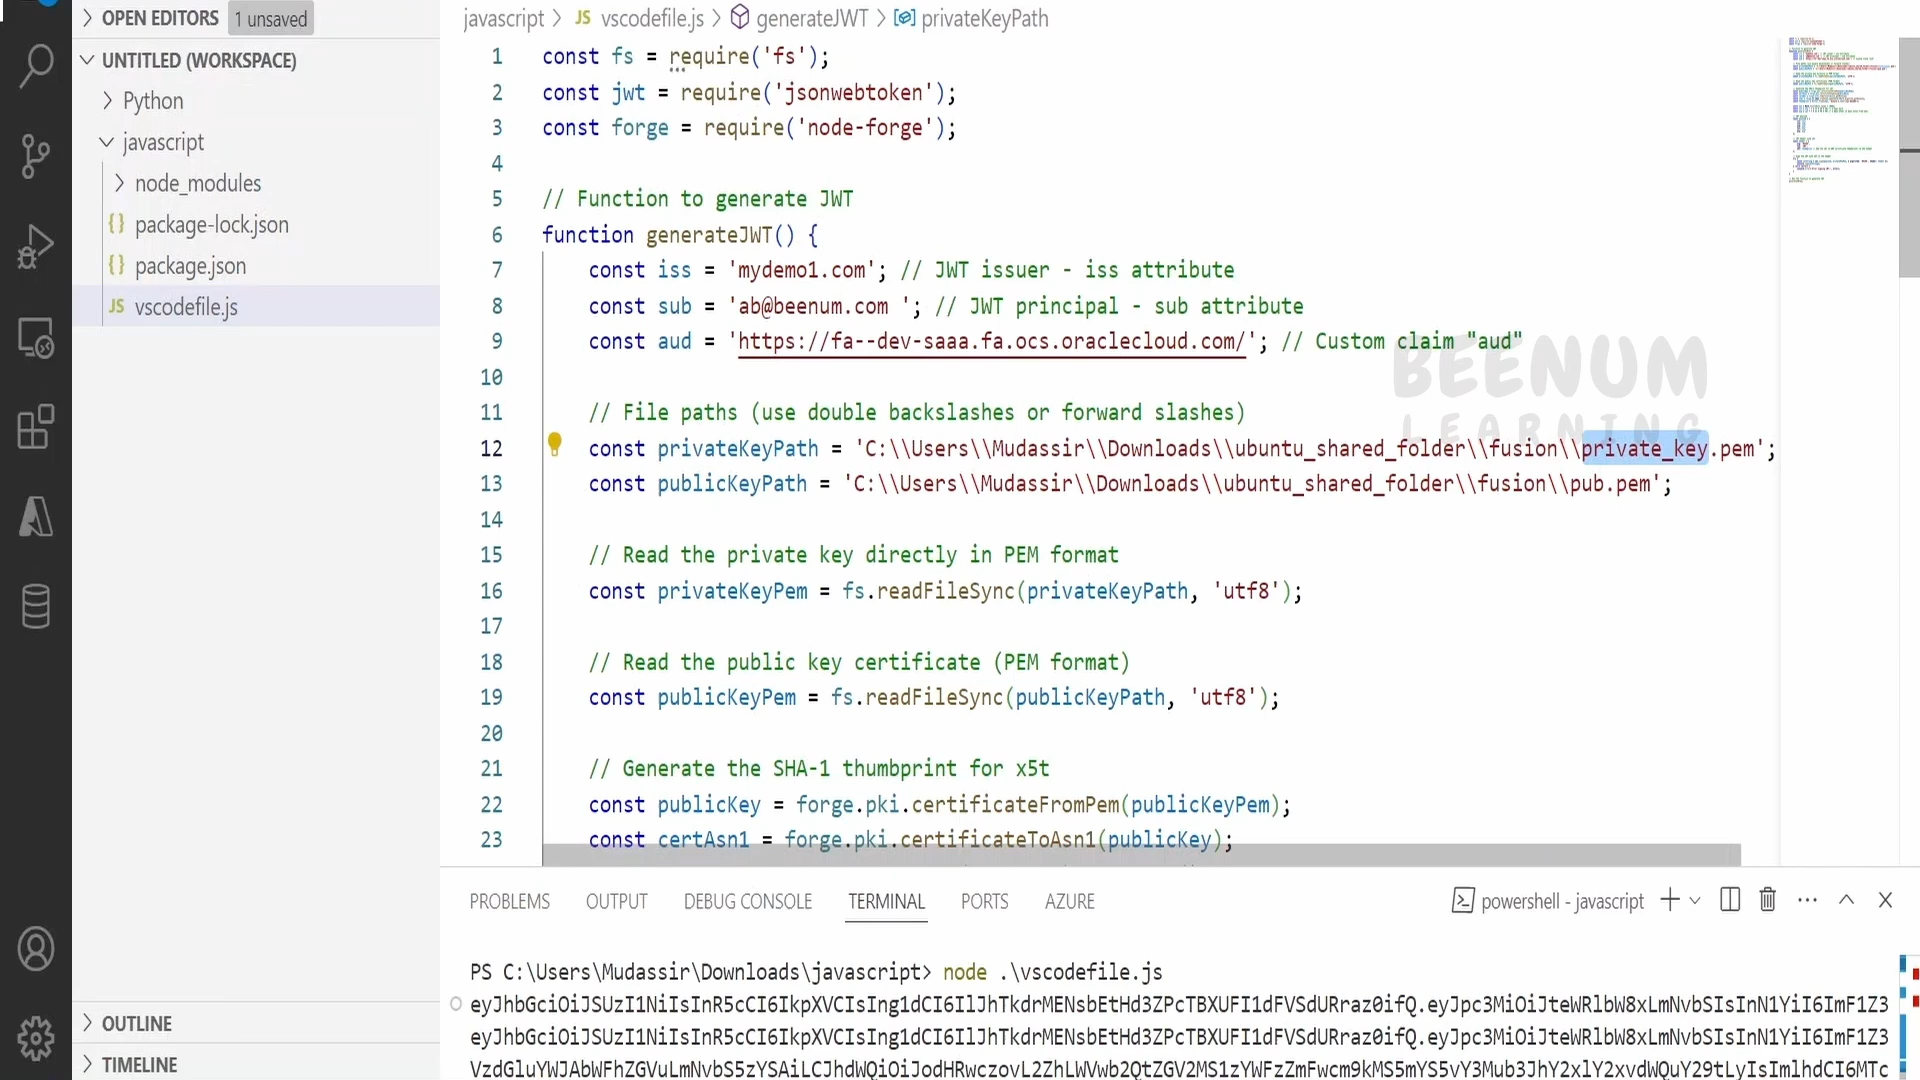 OPEN EDITORS 1 unsaved
UNTITLED (WORKSPACE)
Python
javascript
node_modules
{} package-lock.json
{} package.json
JS vscodefile.js
OUTLINE
TIMELINE
javascript > JS vscodefile.js > generateJWT > privateKeyPath
1 const fs = require('fs');
2 const jwt = require('jsonwebtoken');
3 const forge = require('node-forge');
4
5 // Function to generate JWT
6 function generateJWT() {
7 const iss = 'mydemo1.com'; // JWT issuer - iss attribute
8 const sub = 'ab@beenum.com '; // JWT principal - sub attribute
9 const aud = 'https://fa--dev-saaa.fa.ocs.oraclecloud.com/'; // Custom claim "aud"
10
11 // File paths (use double backslashes or forward slashes)
12 const privateKeyPath = 'C:\\Users\\Mudassir\\Downloads\\ubuntu_shared_folder\\fusion\\private_key.pem';
13 const publicKeyPath = 'C:\\Users\\Mudassir\\Downloads\\ubuntu_shared_folder\\fusion\\pub.pem';
14
15 // Read the private key directly in PEM format
16 const privateKeyPem = fs.readFileSync(privateKeyPath, 'utf8');
17
18 // Read the public key certificate (PEM format)
19 const publicKeyPem = fs.readFileSync(publicKeyPath, 'utf8');
20
21 // Generate the SHA-1 thumbprint for x5t
22 const publicKey = forge.pki.certificateFromPem(publicKeyPem);
23 const certAsn1 = forge.pki.certificateToAsn1(publicKey);
BEENUM
LEARNING
PROBLEMS OUTPUT DEBUG CONSOLE TERMINAL PORTS AZURE
powershell - javascript
PS C:\Users\Mudassir\Downloads\javascript> node .\vscodefile.js